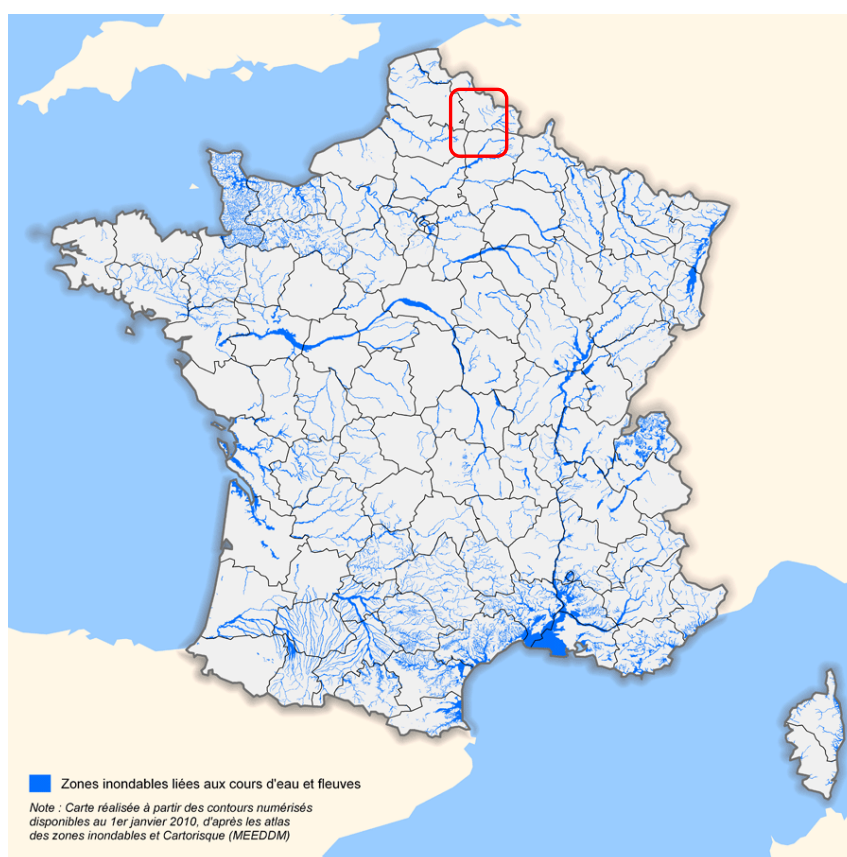 Zones inondables liées aux cours d'eau et fleuves
Note : Carte réalisée à partir des contours numérisés
disponibles au 1er janvier 2010, d'après les atlas
des zones inondables et Cartorisque (MEEDDM)